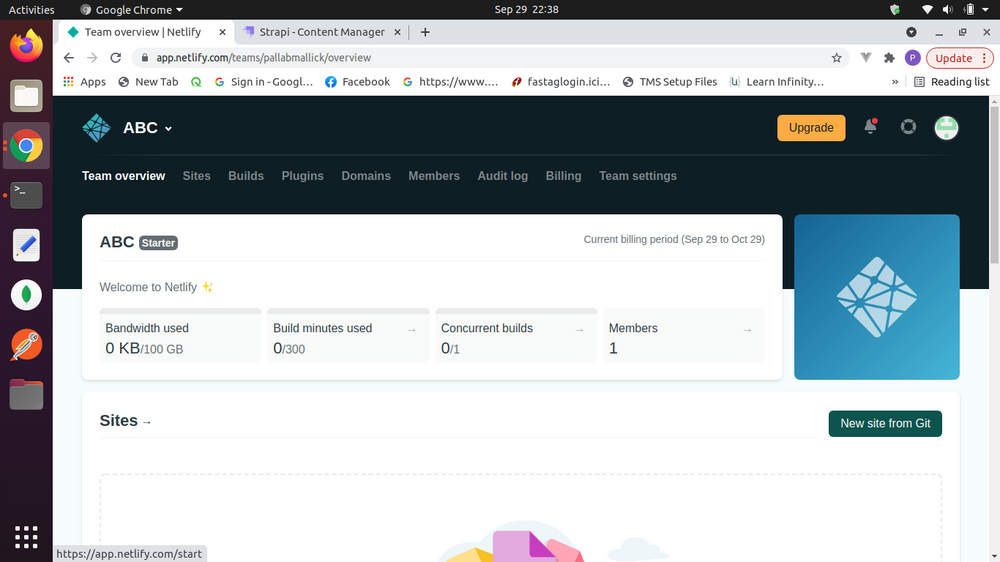 Activities
Google Chrome
Sep 29 22:38
Team overview | Netlify
Strapi - Content Manager
app.netlify.com/teams/pallabmallick/overview
P
Update
Apps
New Tab
Sign in - Googl…
Facebook
https://www.…
fastaglogin.ici…
TMS Setup Files
Learn Infinity…
»
Reading list
ABC
Upgrade
Team overview
Sites
Builds
Plugins
Domains
Members
Audit log
Billing
Team settings
ABC Starter
Current billing period (Sep 29 to Oct 29)
Welcome to Netlify ✨
Bandwidth used
0 KB/100 GB
Build minutes used →
0/300
Concurrent builds →
0/1
Members →
1
Sites →
New site from Git
https://app.netlify.com/start